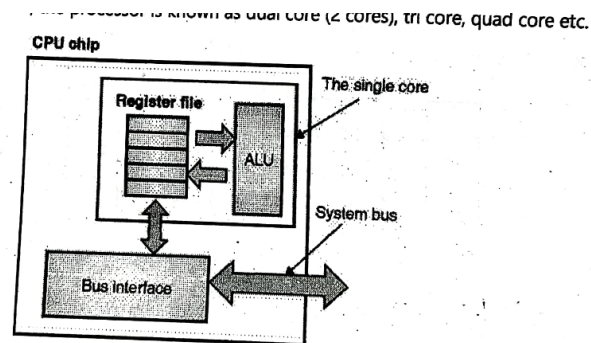 the processor is known as dual core (2 cores), tri core, quad core etc.
CPU chip
The single core
Register file
ALU
System bus
Bus interface